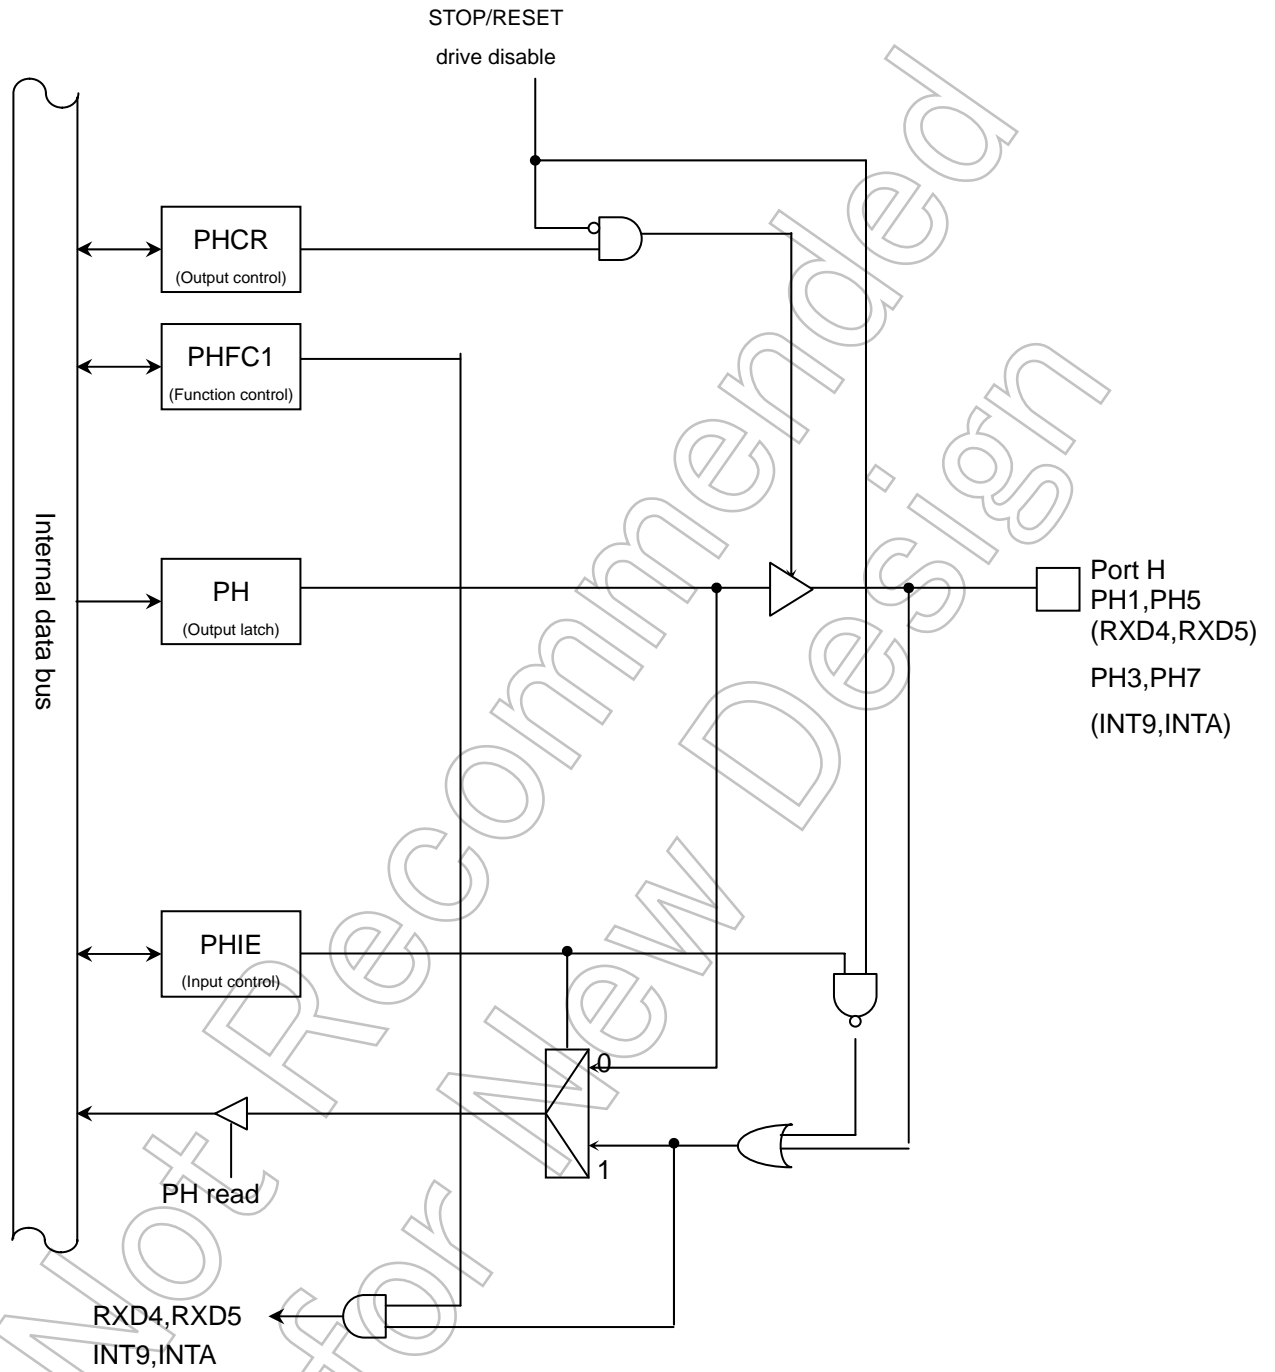 STOP/RESET
drive disable
PHCR
(Output control)
PHFC1
(Function control)
Internal data bus
PH
(Output latch)
Port H
PH1,PH5
(RXD4,RXD5)
PH3,PH7
(INT9,INTA)
PHIE
(Input control)
0
1
PH read
RXD4,RXD5
INT9,INTA
Not Recommended
for New Design